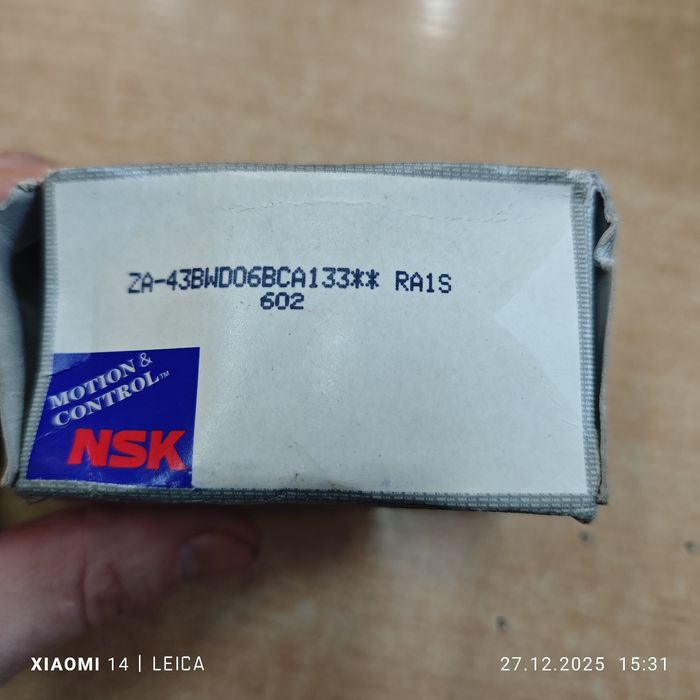 ZA-43BWD06BCA133** RA1S
602
MOTION &
CONTROL™
NSK
XIAOMI 14 | LEICA
27.12.2025 15:31